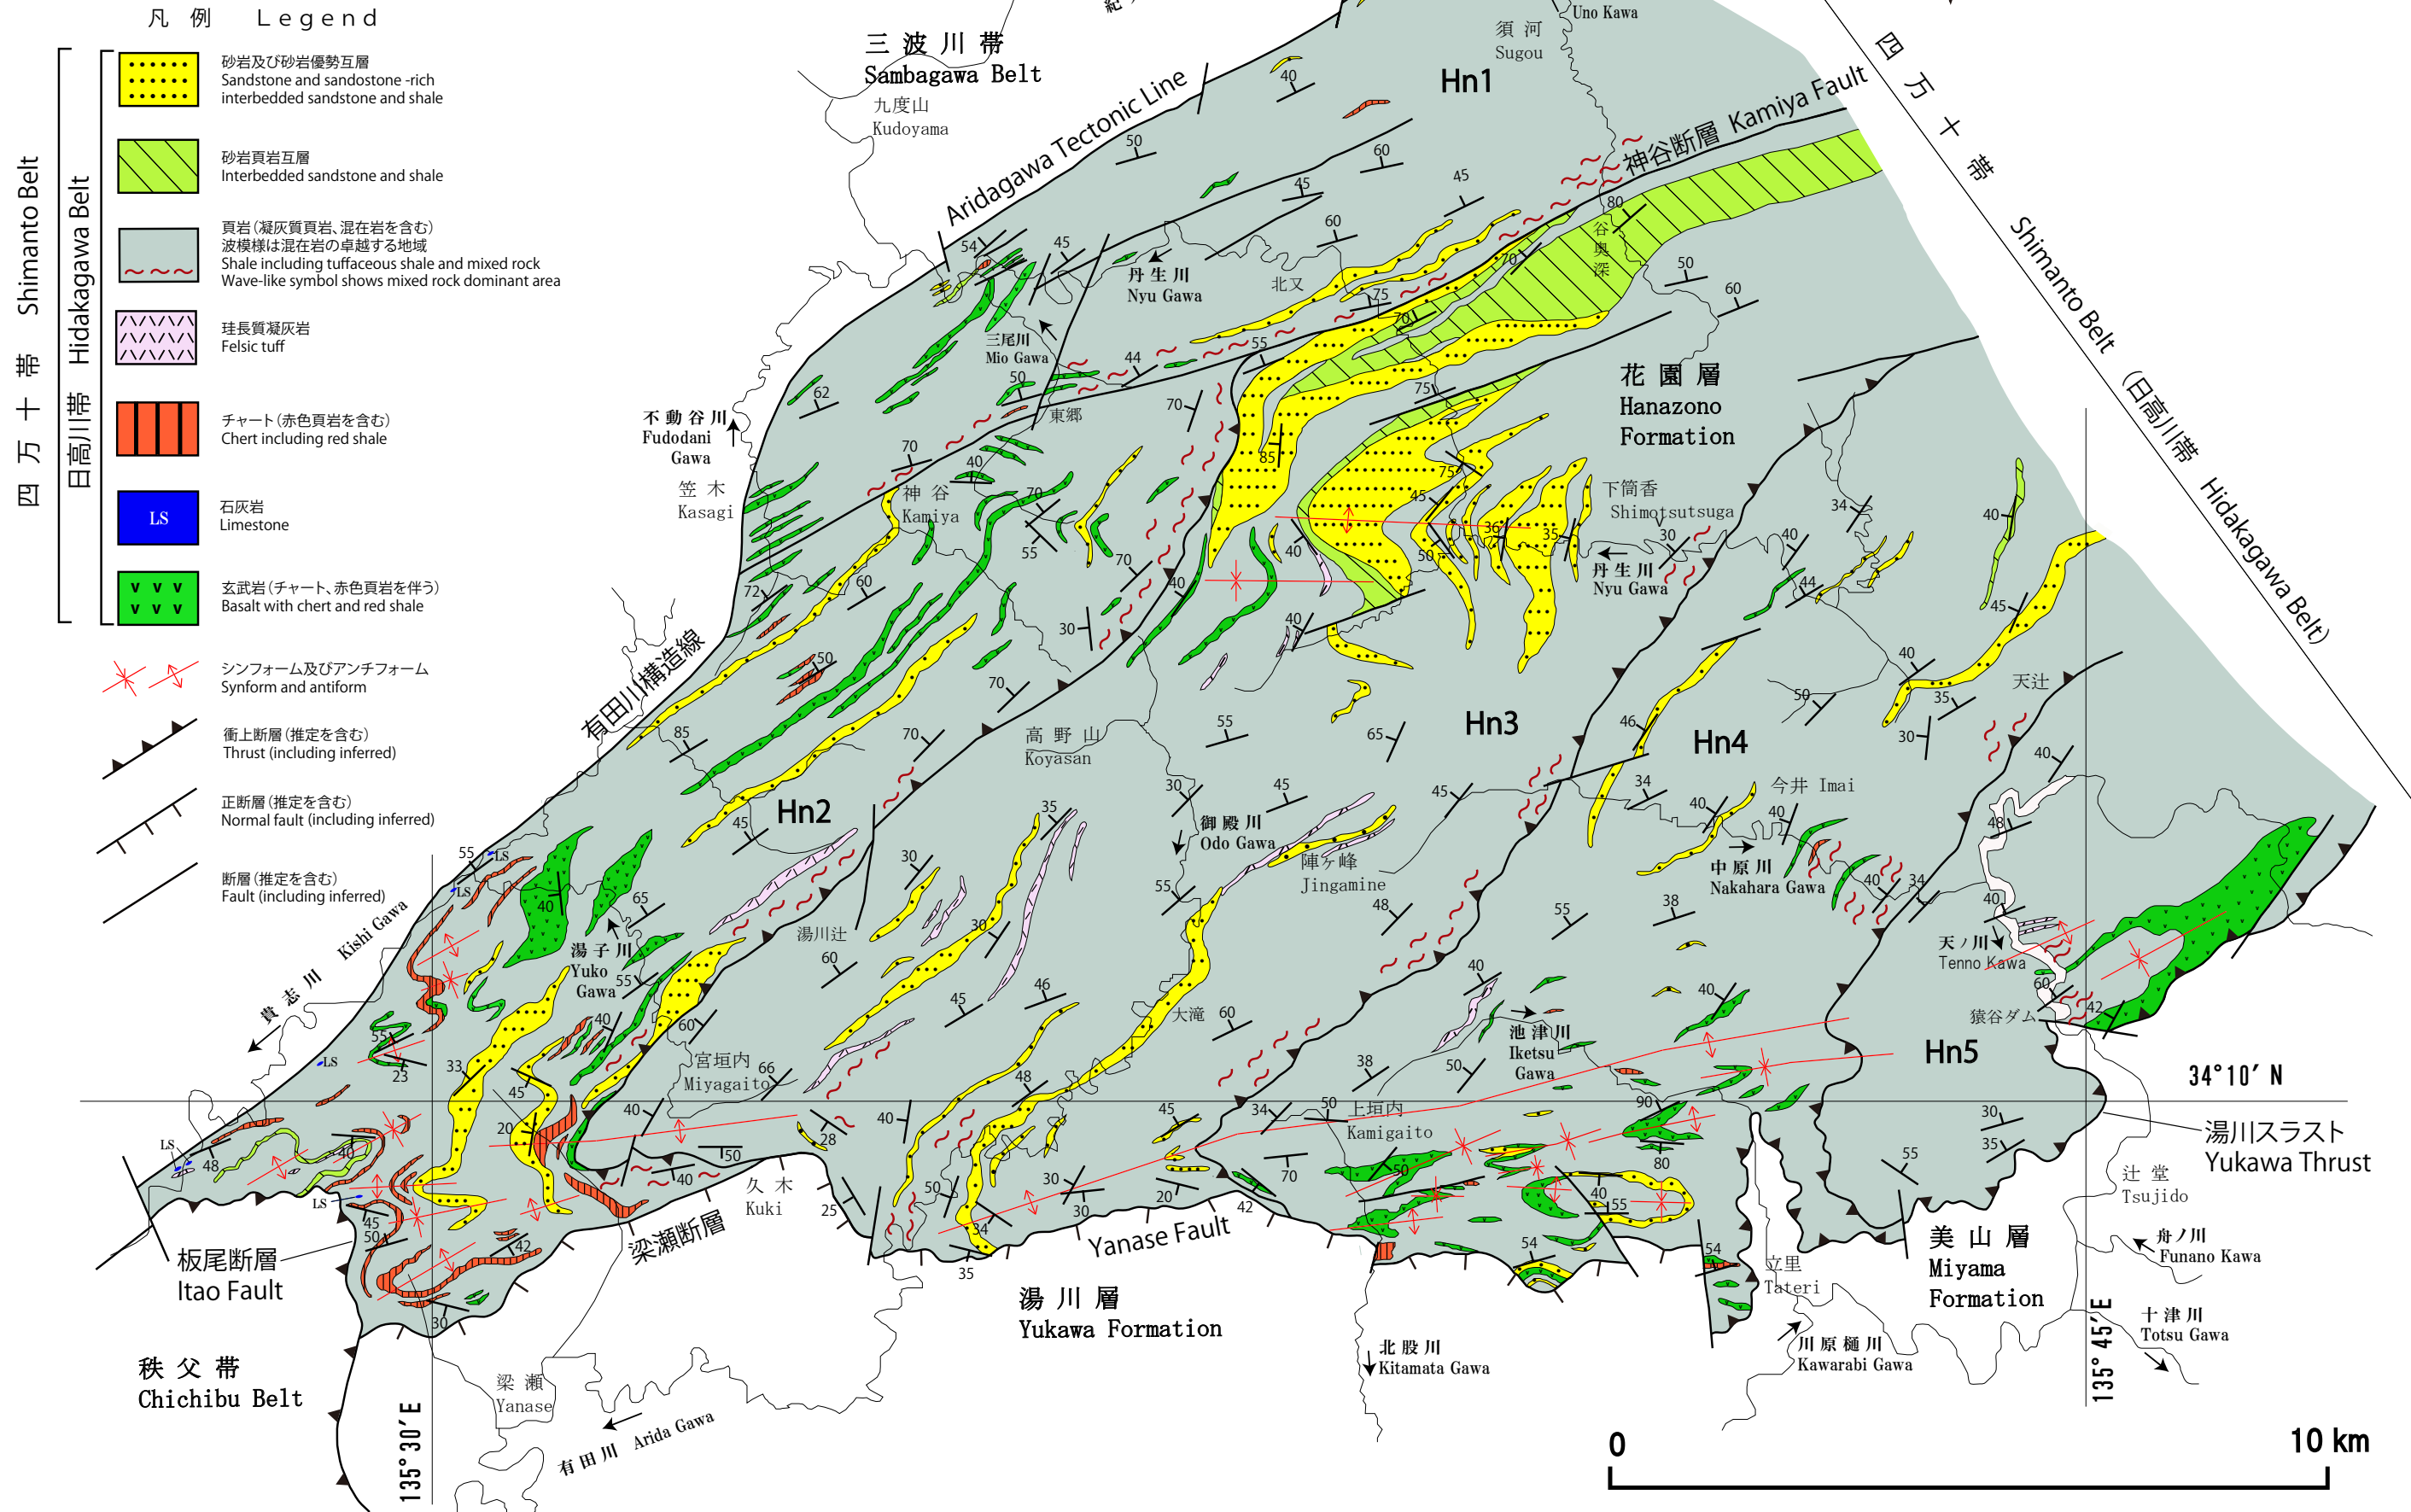 凡 例 Legend
四 万 十 帯 Shimanto Belt
日高川帯 Hidakagawa Belt
砂岩及び砂岩優勢互層
Sandstone and sandostone -rich
interbedded sandstone and shale
砂岩頁岩互層
Interbedded sandstone and shale
頁岩（凝灰質頁岩、混在岩を含む）
波模様は混在岩の卓越する地域
Shale including tuffaceous shale and mixed rock
Wave-like symbol shows mixed rock dominant area
珪長質凝灰岩
Felsic tuff
チャート（赤色頁岩を含む）
Chert including red shale
LS
石灰岩
Limestone
玄武岩（チャート、赤色頁岩を伴う）
Basalt with chert and red shale
シンフォーム及びアンチフォーム
Synform and antiform
衝上断層（推定を含む）
Thrust (including inferred)
正断層（推定を含む）
Normal fault (including inferred)
断層（推定を含む）
Fault (including inferred)
三 波 川 帯
Sambagawa Belt
九度山
Kudoyama
Aridagawa Tectonic Line
有田川構造線
須 河
Sugou
Uno Kawa
Hn1
神谷断層 Kamiya Fault
四 万 十 帯 Shimanto Belt （日高川帯 Hidakagawa Belt）
谷
奥
深
北又
丹 生 川
Nyu Gawa
三尾川
Mio Gawa
東郷
不 動 谷 川
Fudodani
Gawa
笠 木
Kasagi
神 谷
Kamiya
花 園 層
Hanazono
Formation
下筒香
Shimotsutsuga
丹 生 川
Nyu Gawa
天辻
高 野 山
Koyasan
Hn2
Hn3
Hn4
Hn5
今井 Imai
御 殿 川
Odo Gawa
陣ヶ峰
Jingamine
中 原 川
Nakahara Gawa
湯川辻
湯 子 川
Yuko
Gawa
貴 志 川 Kishi Gawa
LS
LS
LS
LS
LS
大滝
宮垣内
Miyagaito
池 津 川
Iketsu
Gawa
上垣内
Kamigaito
天ノ川
Tenno Kawa
猿谷ダム
34°10′ N
湯川スラスト
Yukawa Thrust
辻 堂
Tsujido
舟ノ川
Funano Kawa
十 津 川
Totsu Gawa
美 山 層
Miyama
Formation
立里
Tateri
川 原 樋 川
Kawarabi Gawa
北 股 川
Kitamata Gawa
久 木
Kuki
梁瀬断層
Yanase Fault
湯 川 層
Yukawa Formation
板尾断層
Itao Fault
秩 父 帯
Chichibu Belt
梁 瀬
Yanase
有 田 川 Arida Gawa
135° 30′ E
135° 45′ E
0
10 km